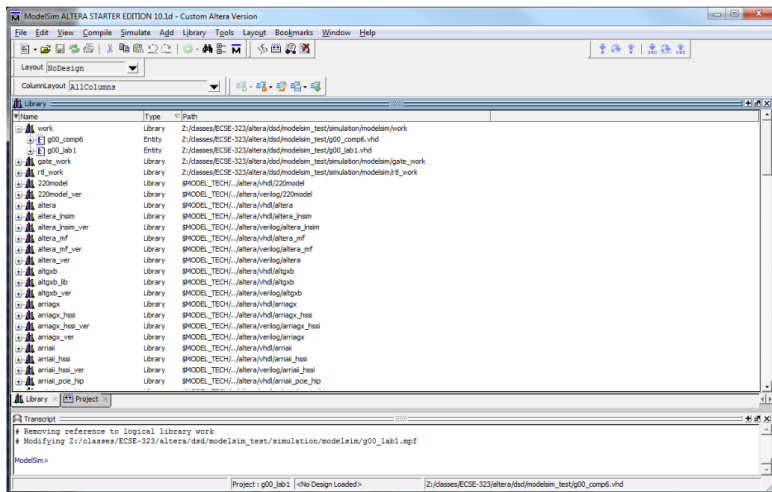 ModelSim ALTERA STARTER EDITION 10.1d - Custom Altera Version
File Edit View Compile Simulate Add Library Tools Layout Bookmarks Window Help
Layout NoDesign
ColumnLayout AllColumns
Library
Name Type Path
work Library Z:/classes/ECSE-323/altera/dsd/modelsim_test/simulation/modelsim/work
g00_comp6 Entity Z:/classes/ECSE-323/altera/dsd/modelsim_test/g00_comp6.vhd
g00_lab1 Entity Z:/classes/ECSE-323/altera/dsd/modelsim_test/g00_lab1.vhd
gate_work Library Z:/classes/ECSE-323/altera/dsd/modelsim_test/simulation/modelsim/gate_work
rtl_work Library Z:/classes/ECSE-323/altera/dsd/modelsim_test/simulation/modelsim/rtl_work
220model Library $MODEL_TECH/../altera/vhdl/220model
220model_ver Library $MODEL_TECH/../altera/verilog/220model
altera Library $MODEL_TECH/../altera/vhdl/altera
altera_lnsim Library $MODEL_TECH/../altera/vhdl/altera_lnsim
altera_lnsim_ver Library $MODEL_TECH/../altera/verilog/altera_lnsim
altera_mf Library $MODEL_TECH/../altera/vhdl/altera_mf
altera_mf_ver Library $MODEL_TECH/../altera/verilog/altera_mf
altera_ver Library $MODEL_TECH/../altera/verilog/altera
altgxb Library $MODEL_TECH/../altera/vhdl/altgxb
altgxb_lib Library $MODEL_TECH/../altera/vhdl/altgxb
altgxb_ver Library $MODEL_TECH/../altera/verilog/altgxb
arriagx Library $MODEL_TECH/../altera/vhdl/arriagx
arriagx_hssi Library $MODEL_TECH/../altera/vhdl/arriagx_hssi
arriagx_hssi_ver Library $MODEL_TECH/../altera/verilog/arriagx_hssi
arriagx_ver Library $MODEL_TECH/../altera/verilog/arriagx
arriaii Library $MODEL_TECH/../altera/vhdl/arriaii
arriaii_hssi Library $MODEL_TECH/../altera/vhdl/arriaii_hssi
arriaii_hssi_ver Library $MODEL_TECH/../altera/verilog/arriaii_hssi
arriaii_pcie_hip Library $MODEL_TECH/../altera/vhdl/arriaii_pcie_hip
Library Project
Transcript
# Removing reference to logical library work
# Modifying Z:/classes/ECSE-323/altera/dsd/modelsim_test/simulation/modelsim/g00_lab1.mpf
ModelSim>
Project : g00_lab1 <No Design Loaded> Z:/classes/ECSE-323/altera/dsd/modelsim_test/g00_comp6.vhd